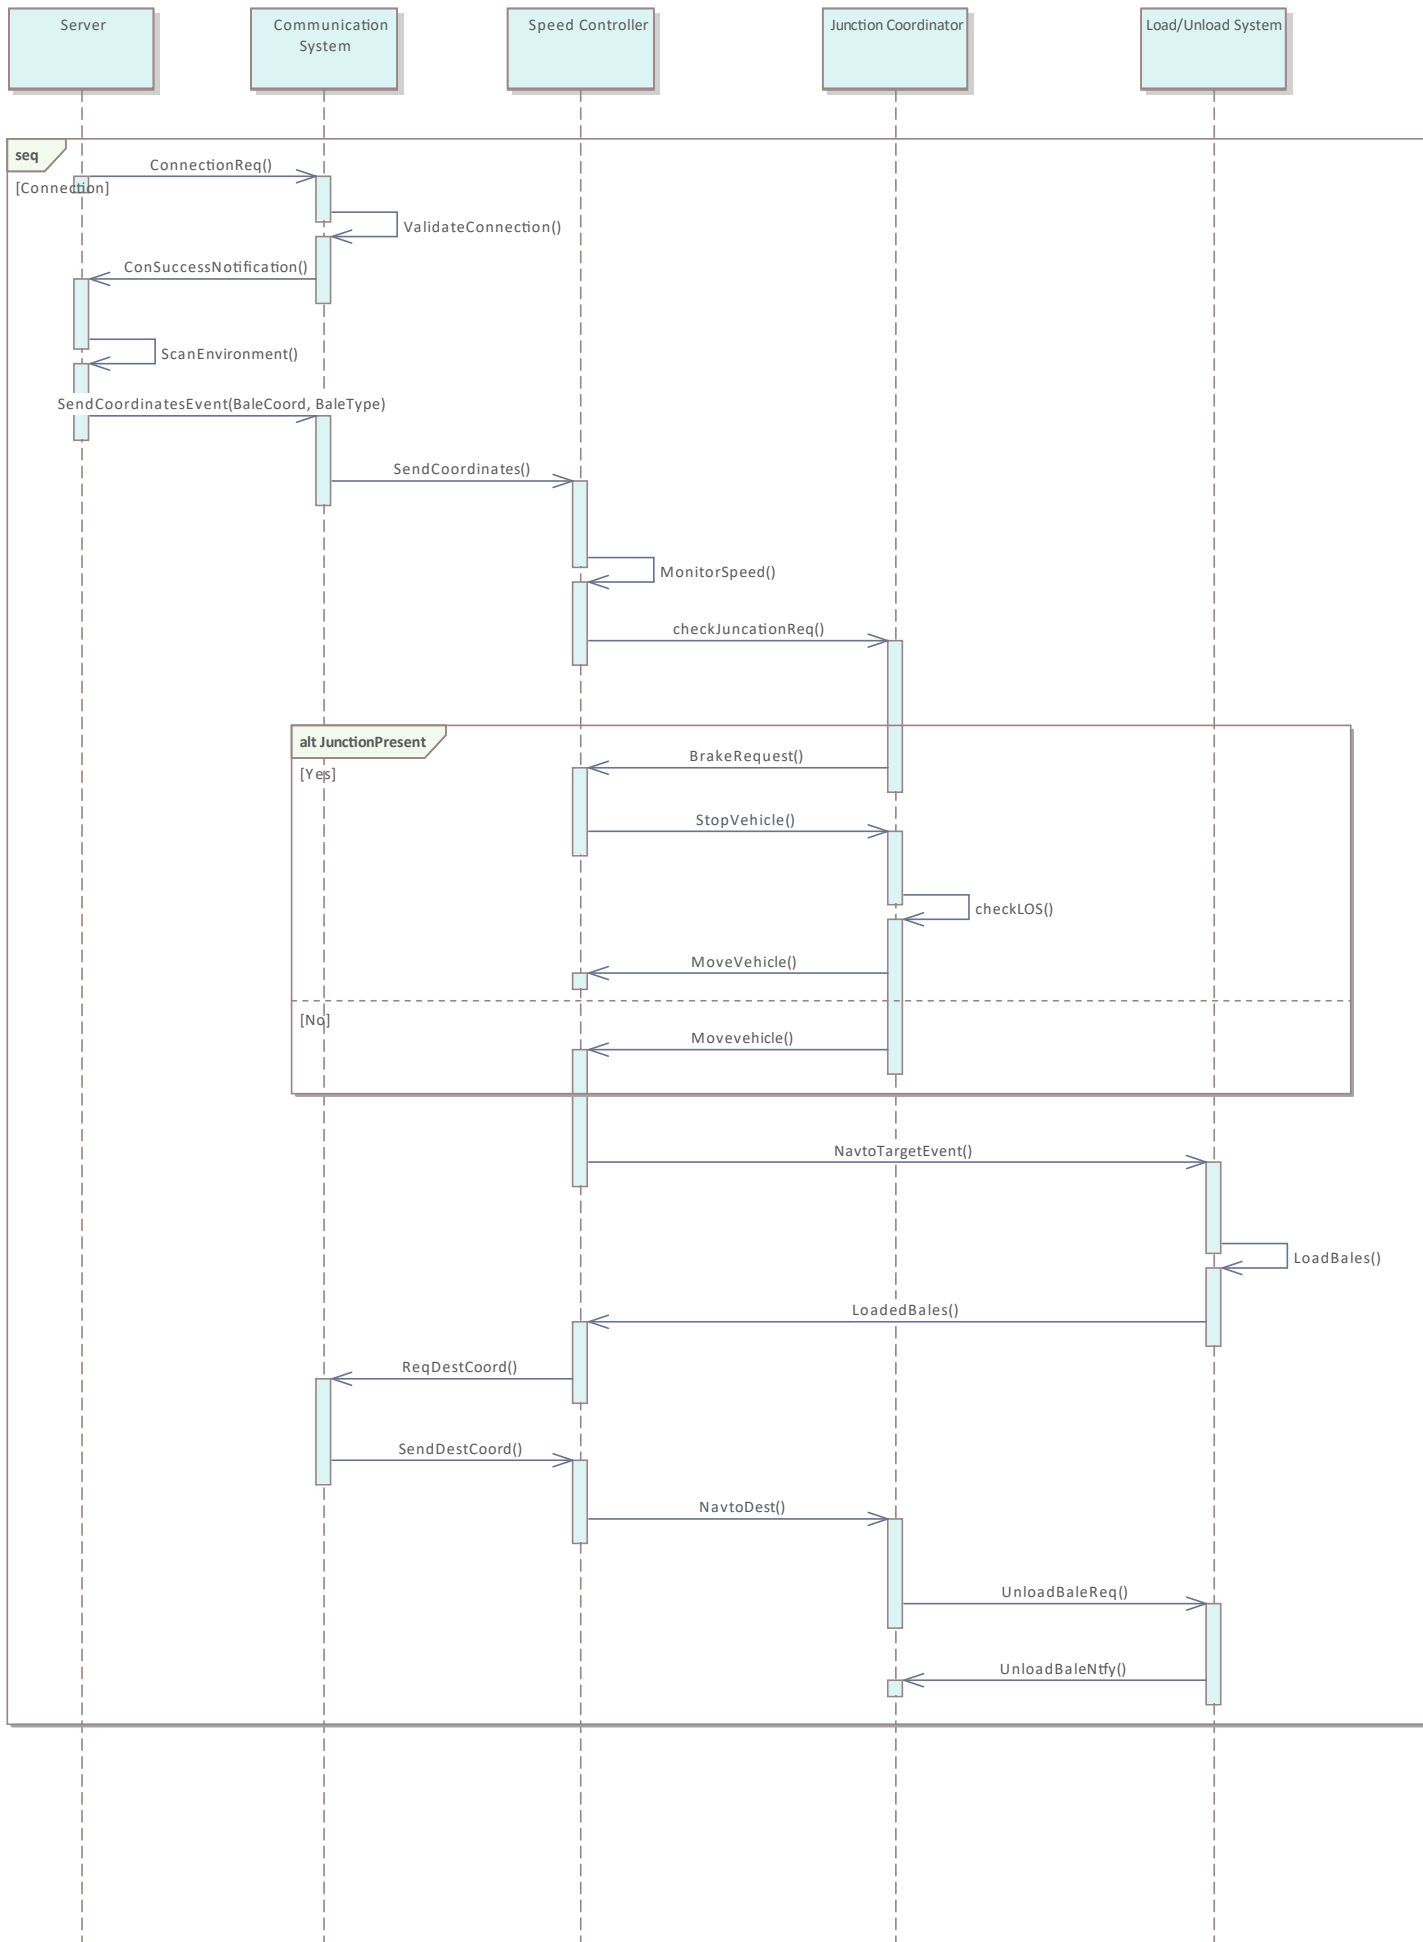 Server
Communication
System
Speed Controller
Junction Coordinator
Load/Unload System
seq
ConnectionReq()
[Connection]
ValidateConnection()
ConSuccessNotification()
ScanEnvironment()
SendCoordinatesEvent(BaleCoord, BaleType)
SendCoordinates()
MonitorSpeed()
checkJuncationReq()
alt JunctionPresent
BrakeRequest()
[Yes]
StopVehicle()
checkLOS()
MoveVehicle()
[No]
Movevehicle()
NavtoTargetEvent()
LoadBales()
LoadedBales()
ReqDestCoord()
SendDestCoord()
NavtoDest()
UnloadBaleReq()
UnloadBaleNtfy()